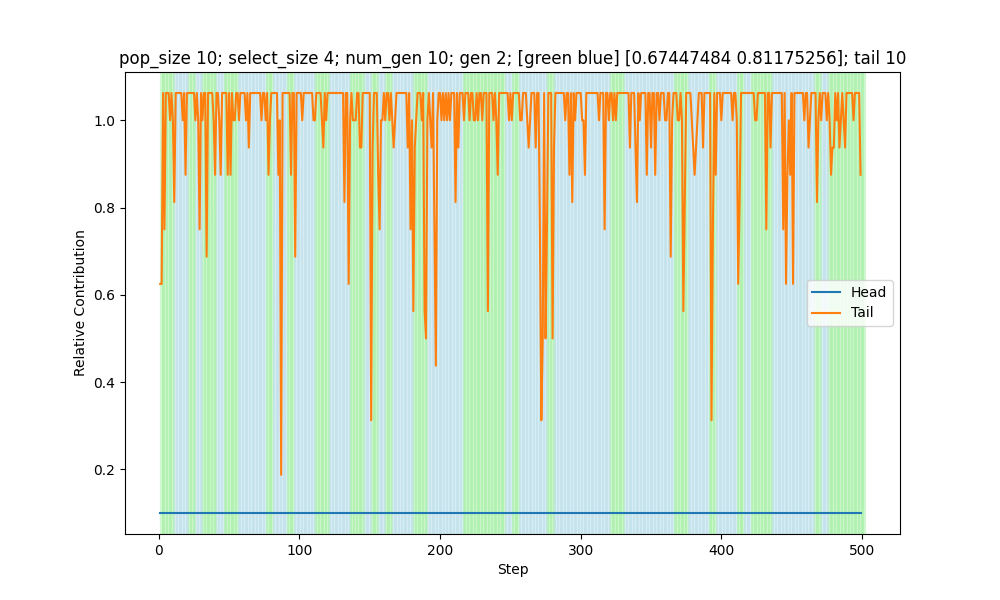 pop_size 10; select_size 4; num_gen 10; gen 2; [green blue] [0.67447484 0.81175256]; tail 10
1.0
0.8
0.6
0.4
0.2
Relative Contribution
Head
Tail
0 100 200 300 400 500
Step